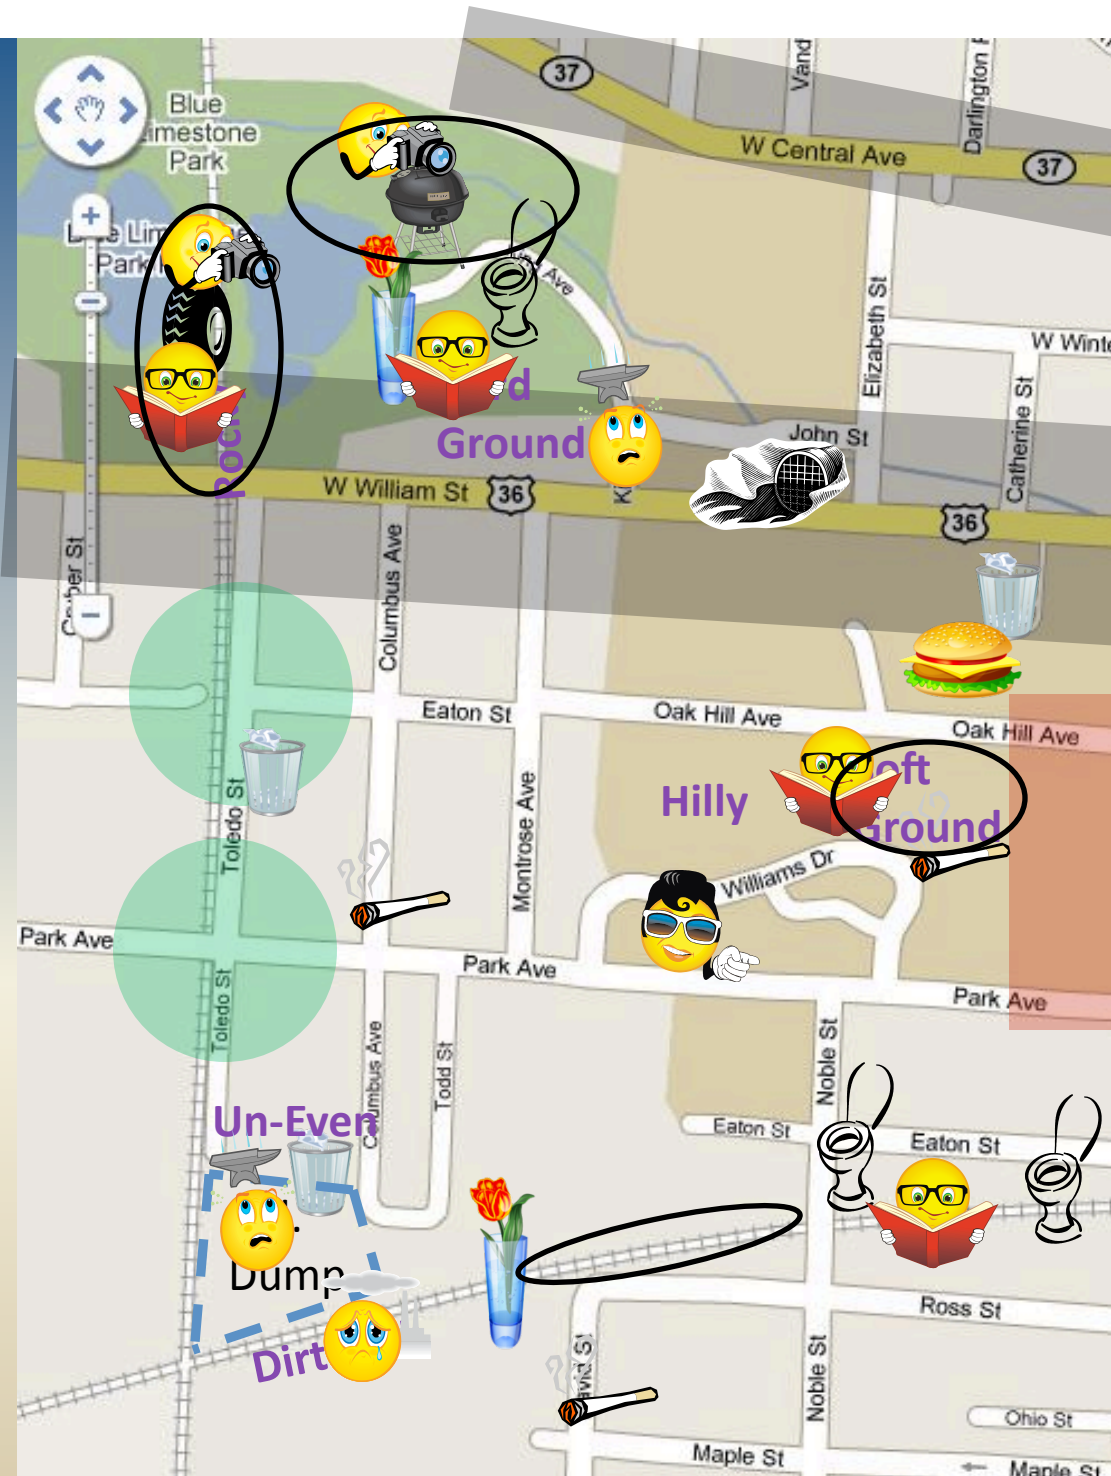 37
Vand
Darlington
W Central Ave
37
Blue
Limestone
Park
Ave
Elizabeth St
W Winte
Catherine St
John St
Ground
W William St
36
36
Columbus Ave
Eaton St
Oak Hill Ave
Oak Hill Ave
Hilly
Ground
Toledo St
Montrose Ave
Williams Dr
Park Ave
Park Ave
Park Ave
Toledo St
Columbus Ave
Todd St
Noble St
Un-Even
Eaton St
Eaton St
Dump
Ross St
Dirt
Noble St
Ohio St
Maple St
Maple St